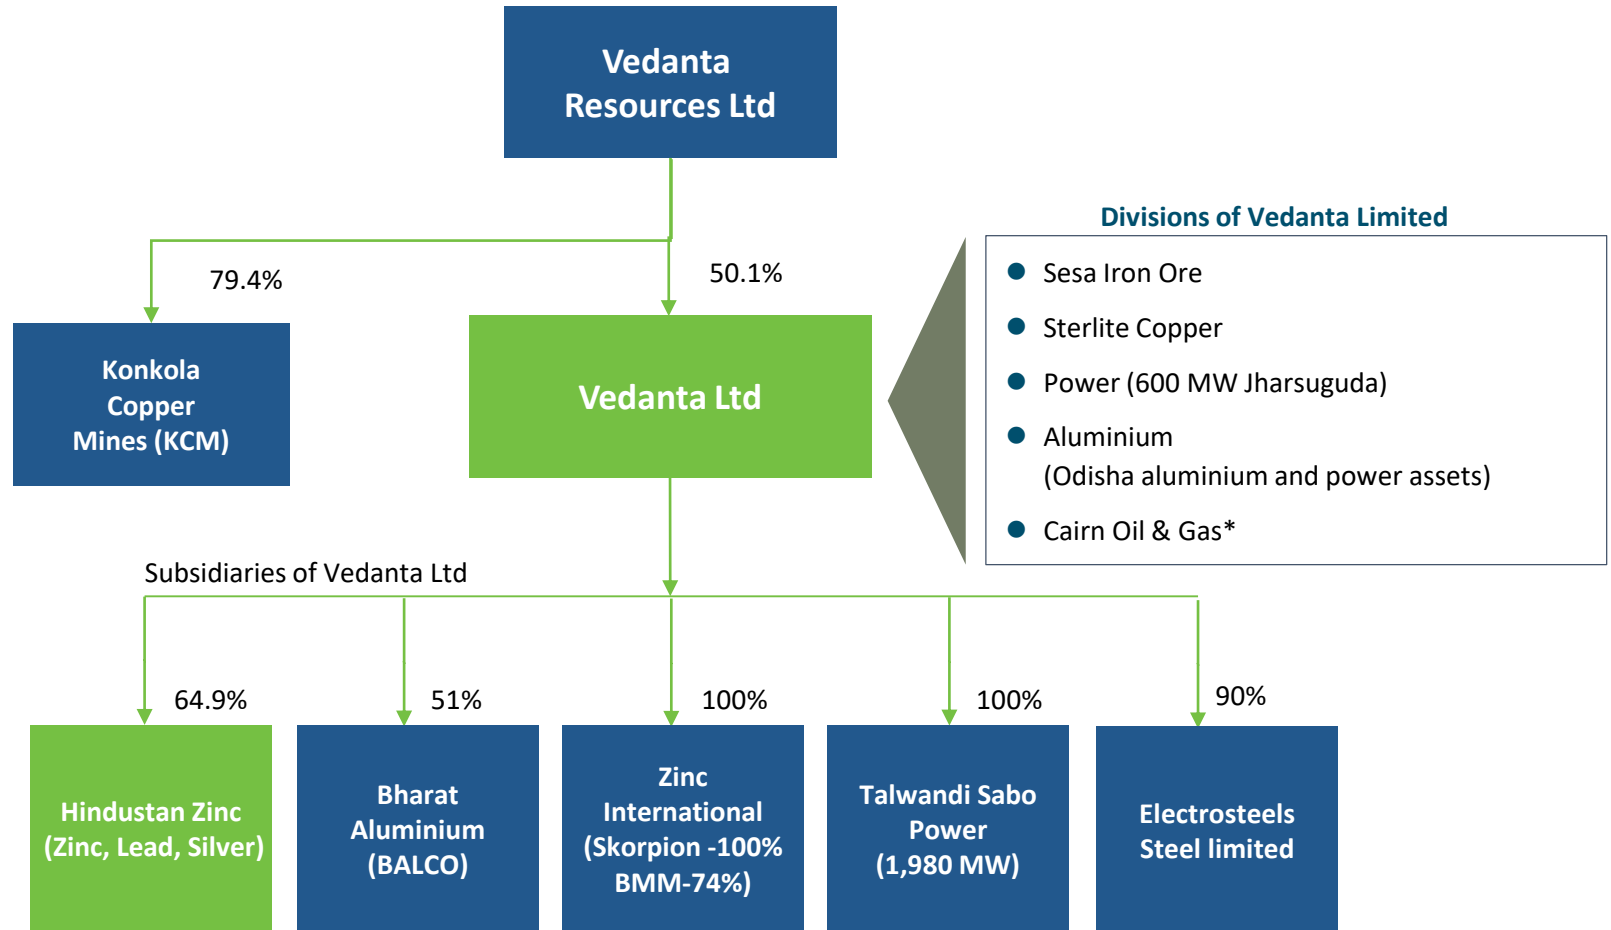 Vedanta
Resources Ltd
79.4%
50.1%
Konkola
Copper
Mines (KCM)
Vedanta Ltd
Divisions of Vedanta Limited
Sesa Iron Ore
Sterlite Copper
Power (600 MW Jharsuguda)
Aluminium
(Odisha aluminium and power assets)
Cairn Oil & Gas*
Subsidiaries of Vedanta Ltd
64.9%
51%
100%
100%
90%
Hindustan Zinc
(Zinc, Lead, Silver)
Bharat
Aluminium
(BALCO)
Zinc
International
(Skorpion -100%
BMM-74%)
Talwandi Sabo
Power
(1,980 MW)
Electrosteels
Steel limited